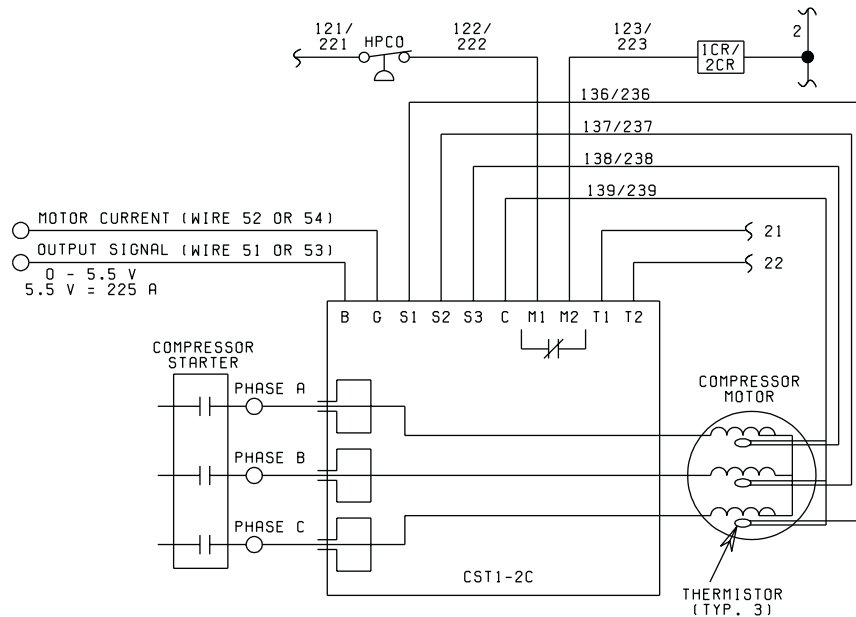 121/
221
HPCO
122/
222
123/
223
1CR/
2CR
2
136/236
137/237
138/238
139/239
MOTOR CURRENT (WIRE 52 OR 54)
OUTPUT SIGNAL (WIRE 51 OR 53)
0 - 5.5 V
5.5 V = 225 A
21
22
B G S1 S2 S3 C M1 M2 T1 T2
COMPRESSOR
STARTER
PHASE A
PHASE B
PHASE C
COMPRESSOR
MOTOR
CST1-2C
THERMISTOR
(TYP. 3)